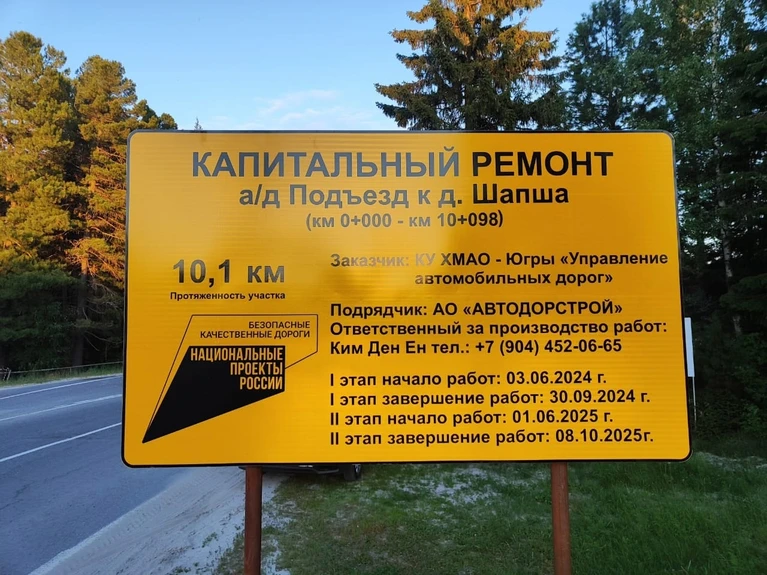 КАПИТАЛЬНЫЙ РЕМОНТ
а/д Подъезд к д. Шапша
(км 0+000 - км 10+098)
10,1 км
Протяженность участка
Заказчик: КУ ХМАО - Югры «Управление
автомобильных дорог»
БЕЗОПАСНЫЕ
КАЧЕСТВЕННЫЕ ДОРОГИ
НАЦИОНАЛЬНЫЕ
ПРОЕКТЫ
РОССИИ
Подрядчик: АО «АВТОДОРСТРОЙ»
Ответственный за производство работ:
Ким Ден Ен тел.: +7 (904) 452-06-65
I этап начало работ: 03.06.2024 г.
I этап завершение работ: 30.09.2024 г.
II этап начало работ: 01.06.2025 г.
II этап завершение работ: 08.10.2025г.